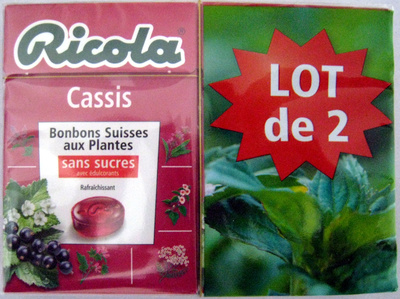 Ricola
Cassis
Bonbons Suisses
aux Plantes
sans sucres
avec édulcorants
Rafraîchissant
LOT
de 2